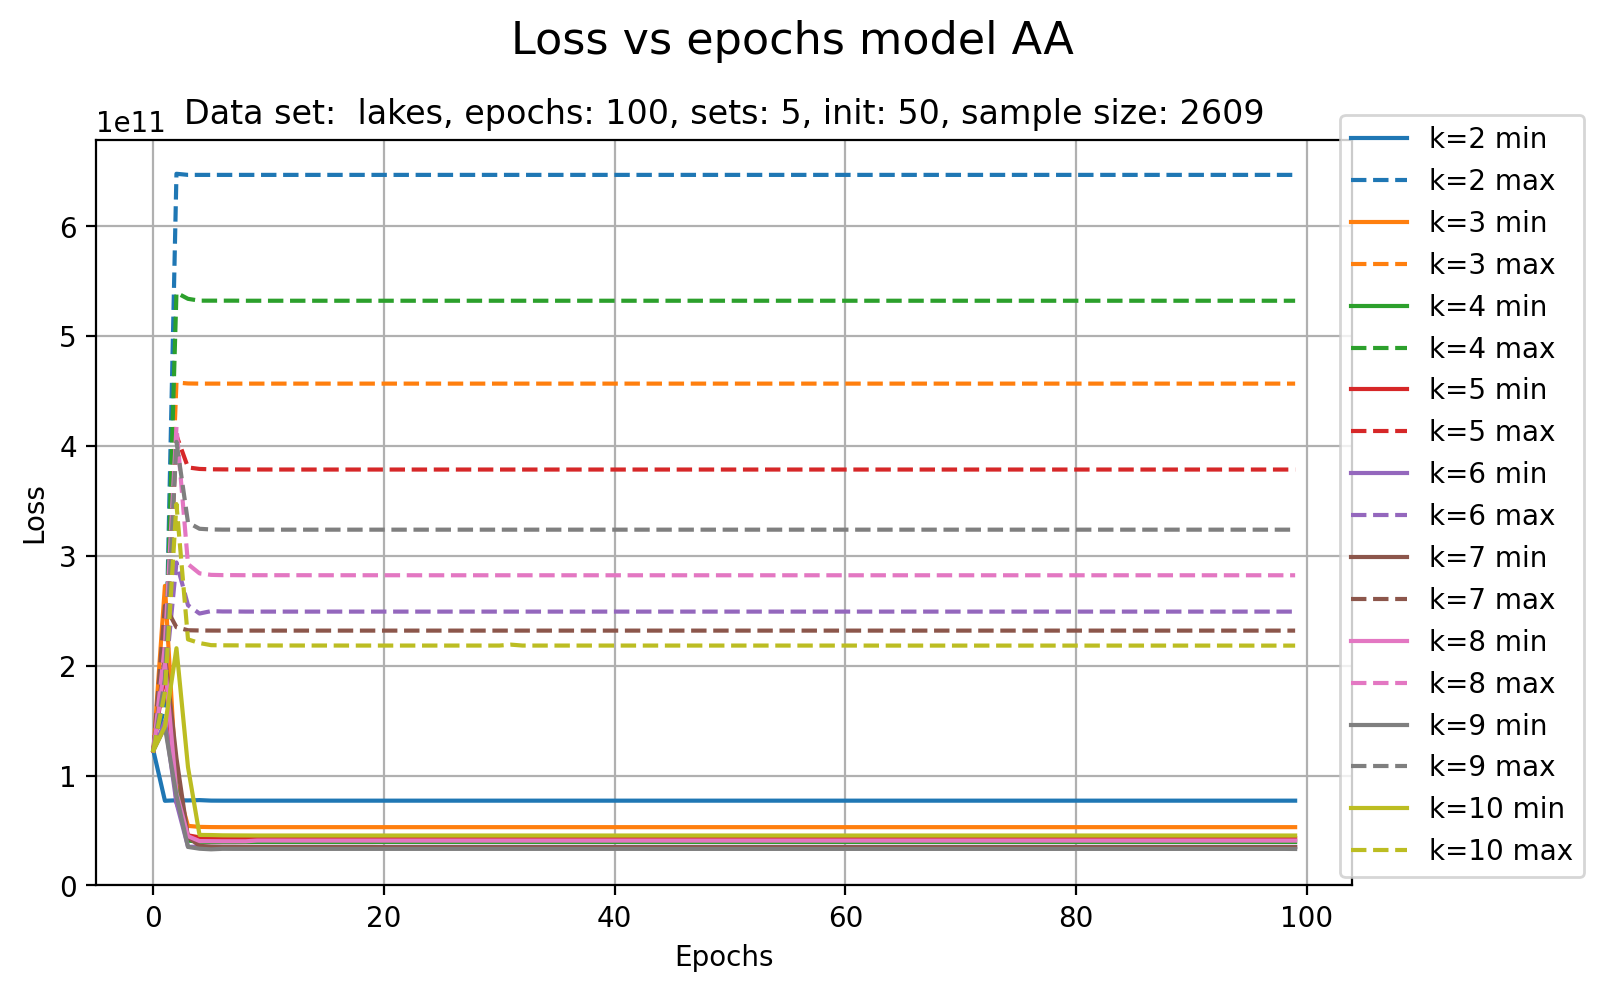 Loss vs epochs model AA
Data set:  lakes, epochs: 100, sets: 5, init: 50, sample size: 2609
1e11
6
5
4
3
2
1
0
Loss
0 20 40 60 80 100
Epochs
k=2 min
k=2 max
k=3 min
k=3 max
k=4 min
k=4 max
k=5 min
k=5 max
k=6 min
k=6 max
k=7 min
k=7 max
k=8 min
k=8 max
k=9 min
k=9 max
k=10 min
k=10 max